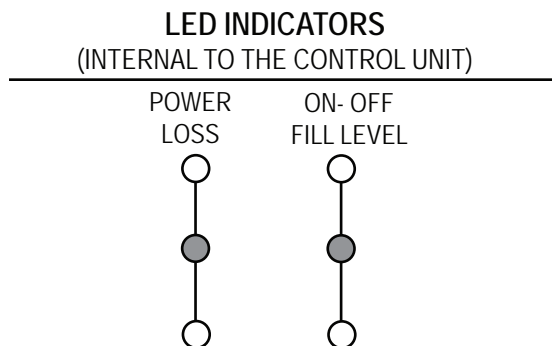 LED INDICATORS
(INTERNAL TO THE CONTROL UNIT)
POWER
LOSS
ON- OFF
FILL LEVEL